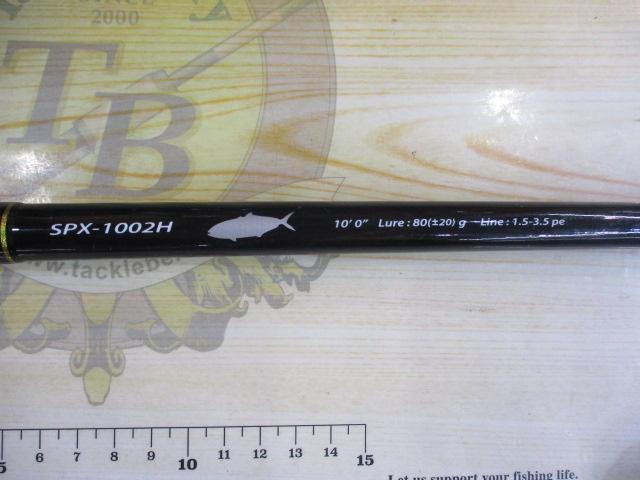 SINCE
2000
TB
SPX-1002H 10' 0" Lure : 80(±20) g Line : 1.5-3.5 pe
www.tacklebe
5 6 7 8 9 10 11 12 13 14 15
Let us support your fishing life.